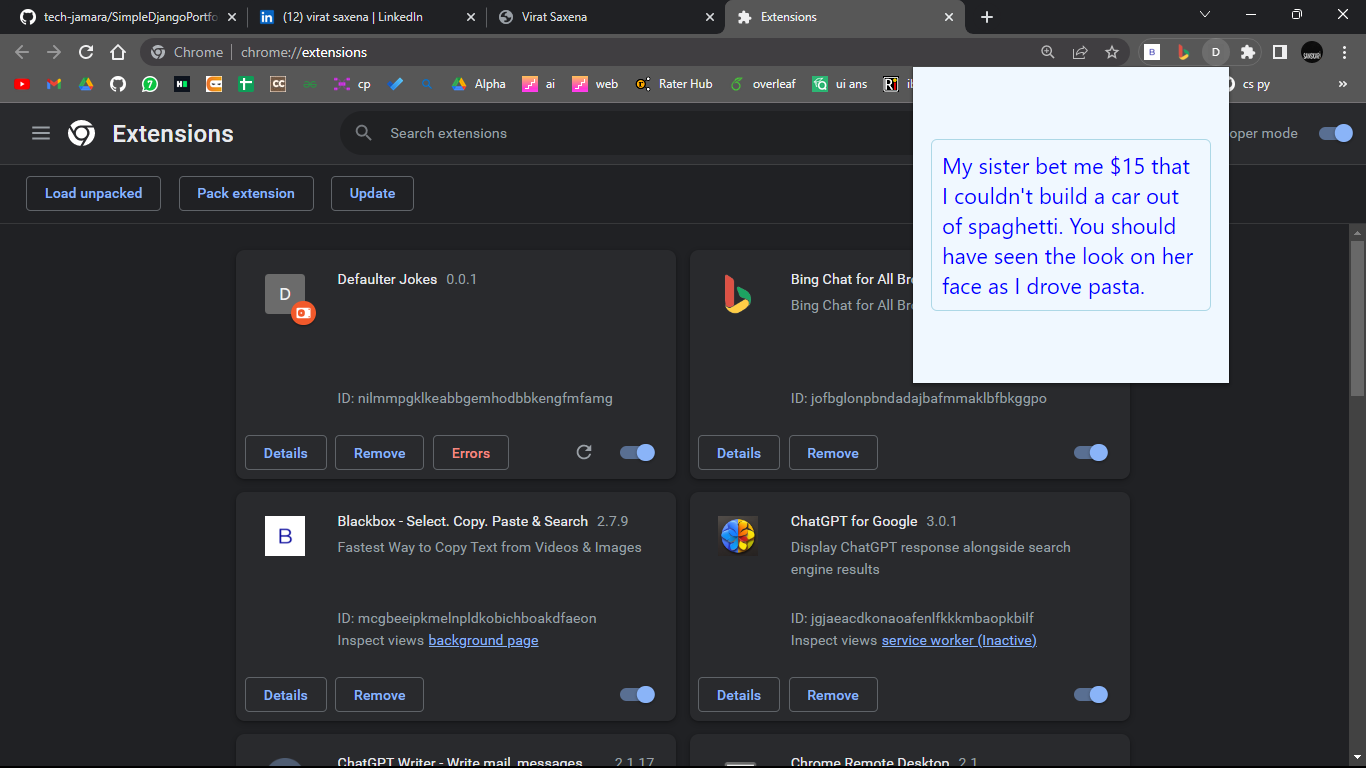 tech-jamara/SimpleDjangoPortfo
(12) virat saxena | LinkedIn
Virat Saxena
Extensions
Chrome
chrome://extensions
D
B
Alpha
cp
ai
web
Rater Hub
overleaf
ui ans
cs py
Extensions
Search extensions
oper mode
Load unpacked
Pack extension
Update
My sister bet me $15 that
I couldn't build a car out
of spaghetti. You should
have seen the look on her
face as I drove pasta.
D
Defaulter Jokes 0.0.1
ID: nilmmpgklkeabbgemhodbbkengfmfamg
Details
Remove
Errors
Bing Chat for All Br
Bing Chat for All Br
ID: jofbglonpbndadajbafmmaklbfbkggpo
Details
Remove
B
Blackbox - Select. Copy. Paste & Search 2.7.9
Fastest Way to Copy Text from Videos & Images
ID: mcgbeeipkmelnpldkobichboakdfaeon
Inspect views background page
Details
Remove
ChatGPT for Google 3.0.1
Display ChatGPT response alongside search
engine results
ID: jgjaeacdkonaoafenlfkkkmbaopkbilf
Inspect views service worker (Inactive)
Details
Remove
ChatGPT Writer - Write mail, messages 2.1.17
Chrome Remote Desktop 2.1